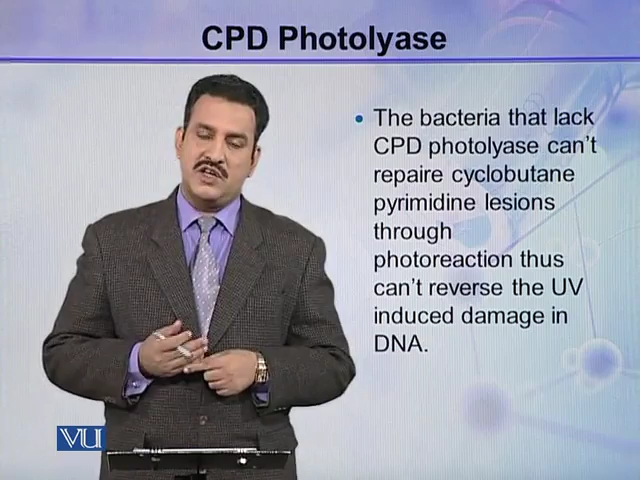 CPD Photolyase
• The bacteria that lack
CPD photolyase can't
repaire cyclobutane
pyrimidine lesions
through
photoreaction thus
can't reverse the UV
induced damage in
DNA.
VU